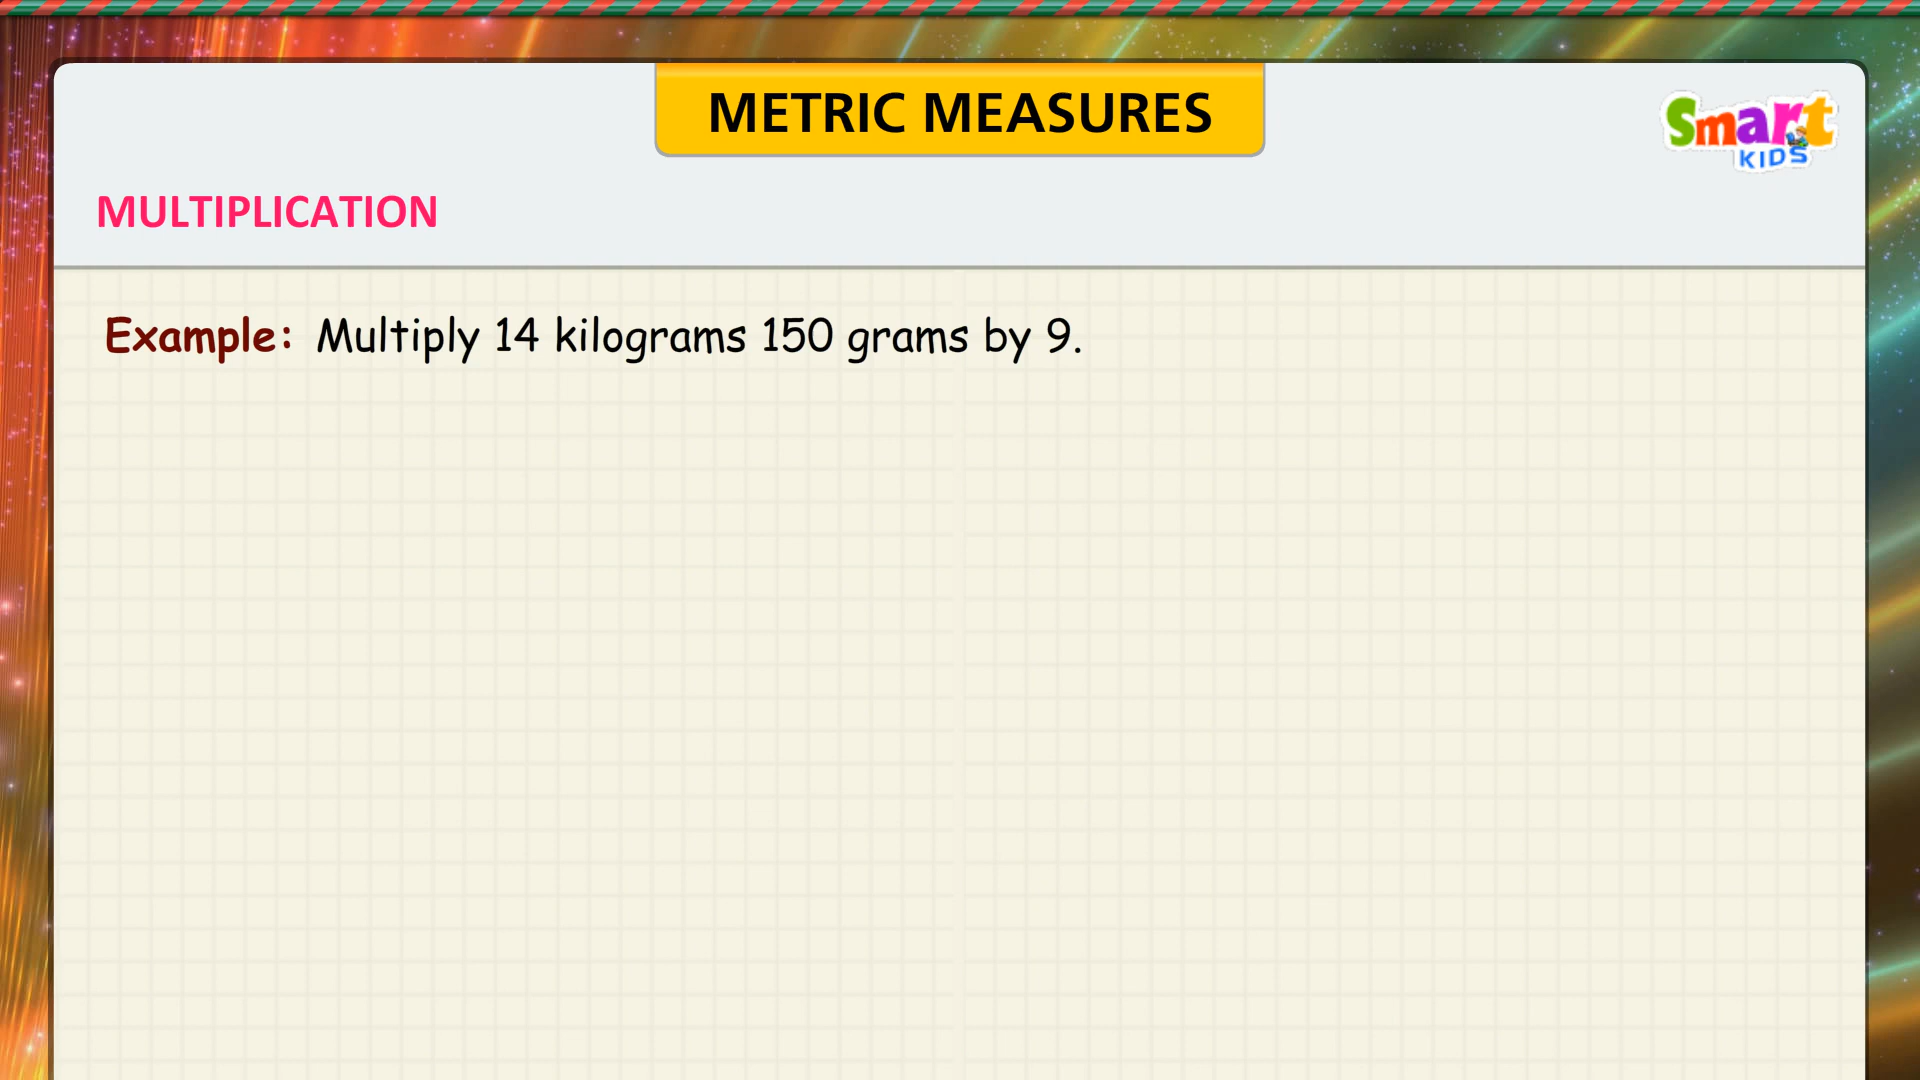 METRIC MEASURES
Smart
KIDS
MULTIPLICATION
Example: Multiply 14 kilograms 150 grams by 9.